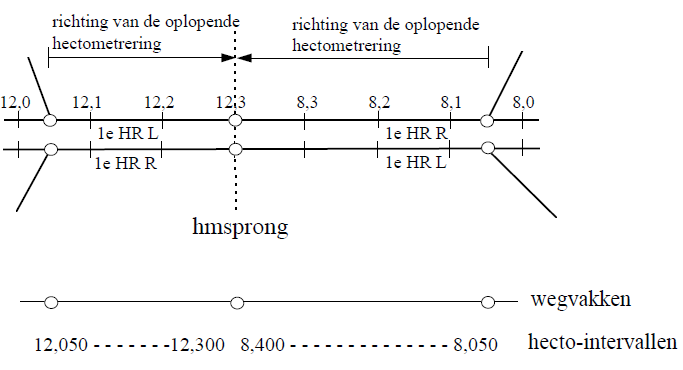 richting van de oplopende richting van de oplopende
hectometrering hectometrering
12,0 12,1 12,2 12,3 8,3 8,2 8,1 8,0
1e HR L 1e HR R
1e HR R 1e HR L
hmsprong
wegvakken
12,050 - - - - - - -12,300 8,400 - - - - - - - - - - - - - - 8,050 hecto-intervallen